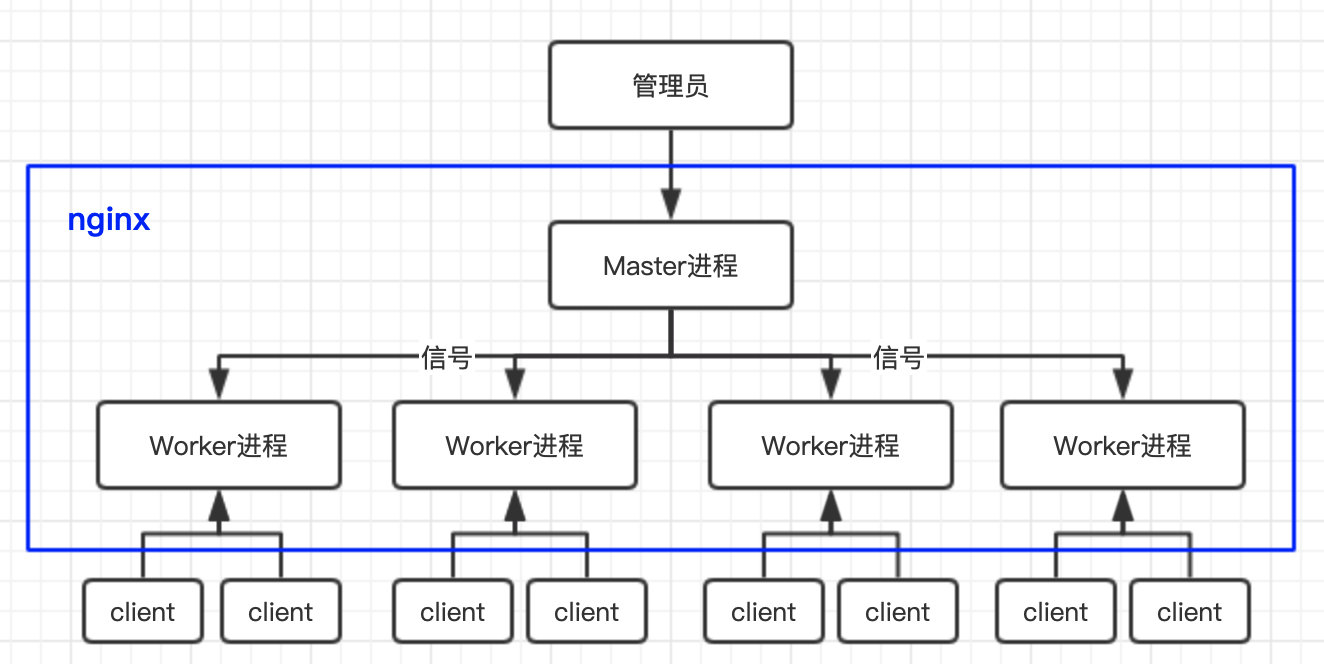 管理员
nginx
Master进程
信号 信号
Worker进程 Worker进程 Worker进程 Worker进程
client client client client client client client client